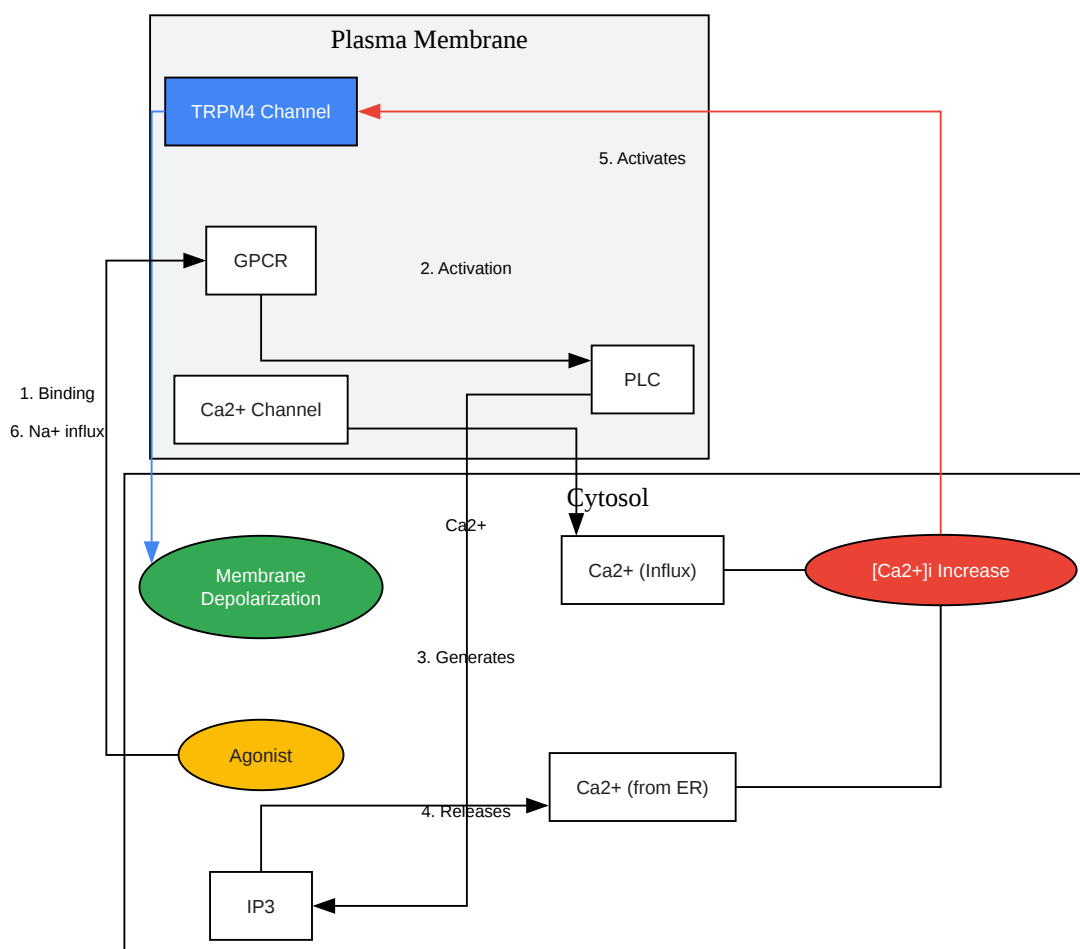 Plasma Membrane
TRPM4 Channel
5. Activates
GPCR
2. Activation
PLC
1. Binding
Ca2+ Channel
6. Na+ influx
Cytosol
Ca2+
Ca2+ (Influx)
[Ca2+]i Increase
Membrane
Depolarization
3. Generates
Agonist
Ca2+ (from ER)
4. Releases
IP3